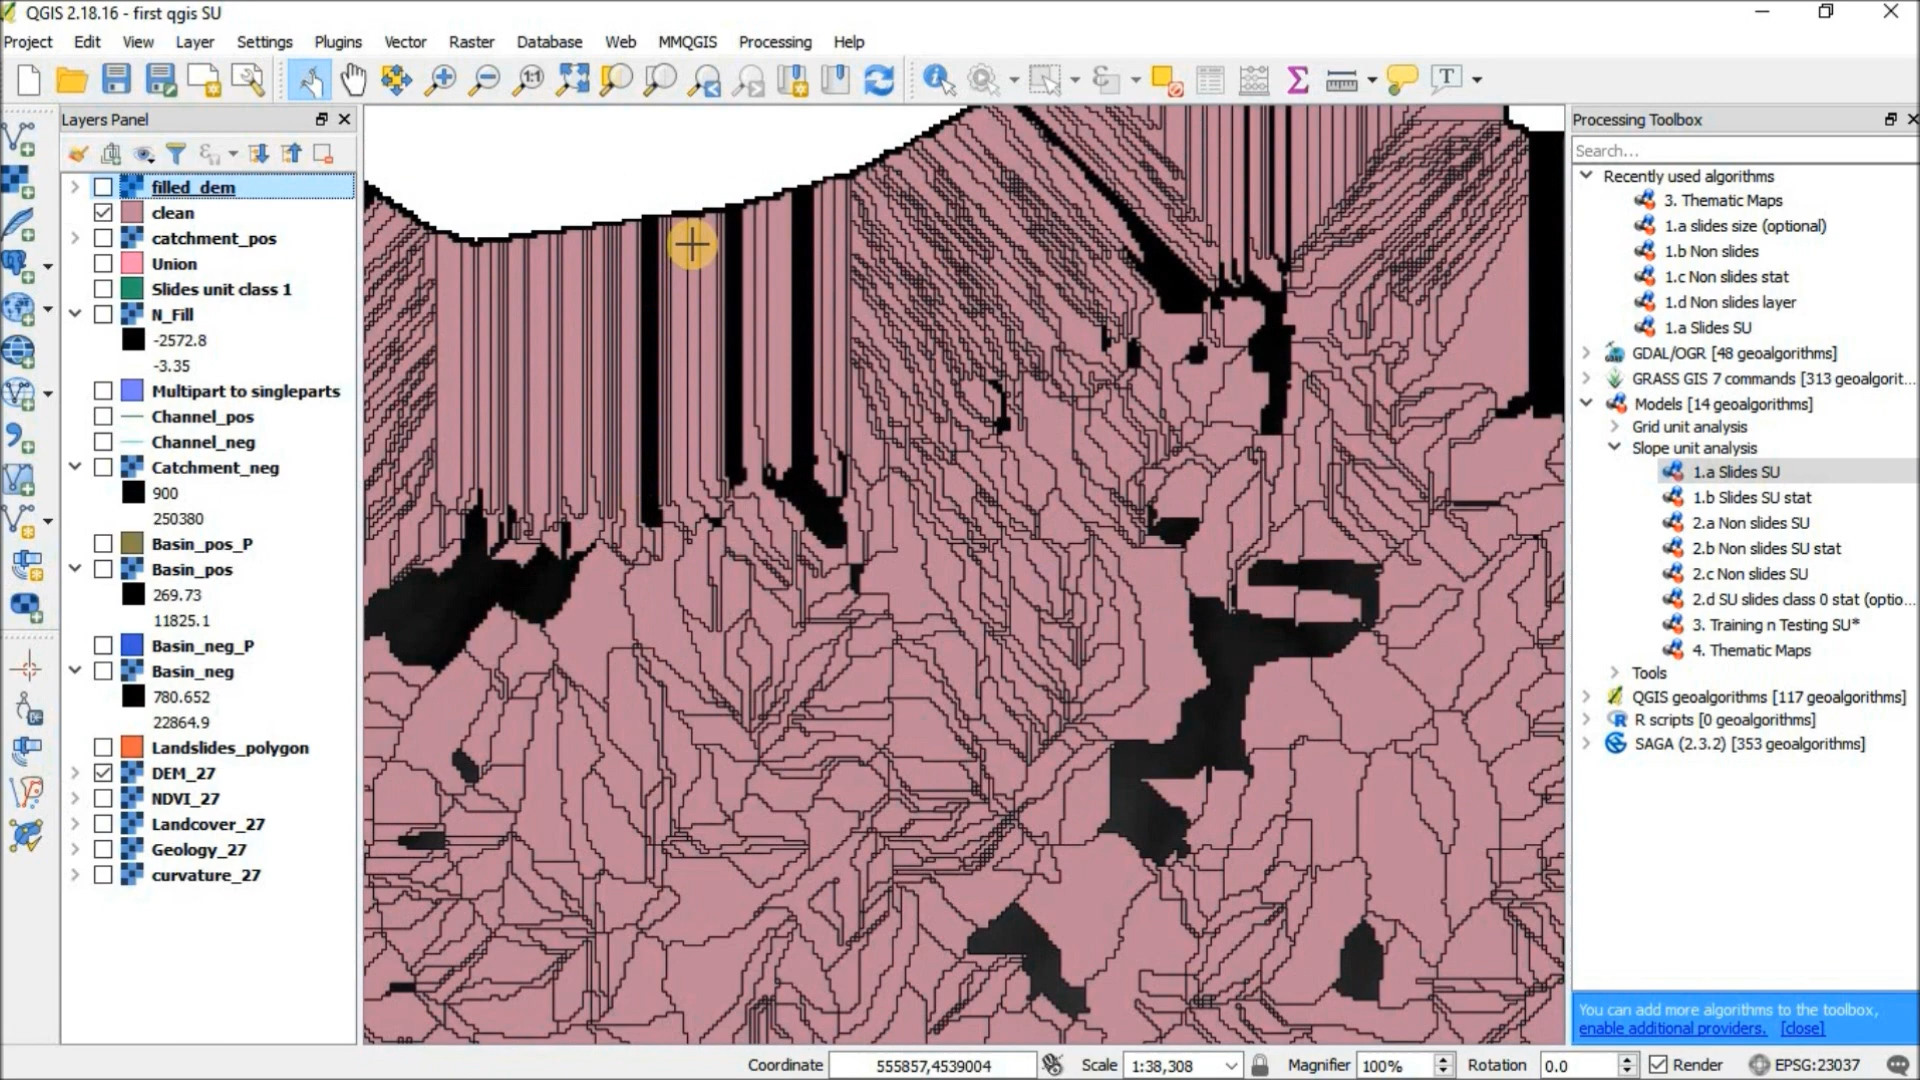 QGIS 2.18.16 - first qgis SU
Project Edit View Layer Settings Plugins Vector Raster Database Web MMQGIS Processing Help
1:1
T
Layers Panel
filled_dem
clean
catchment_pos
Union
Slides unit class 1
N_Fill
-2572.8
-3.35
Multipart to singleparts
Channel_pos
Channel_neg
Catchment_neg
900
250380
Basin_pos_P
Basin_pos
269.73
11825.1
Basin_neg_P
Basin_neg
780.652
22864.9
Landslides_polygon
DEM_27
NDVI_27
Landcover_27
Geology_27
curvature_27
Processing Toolbox
Search...
Recently used algorithms
3. Thematic Maps
1.a slides size (optional)
1.b Non slides
1.c Non slides stat
1.d Non slides layer
1.a Slides SU
GDAL/OGR [48 geoalgorithms]
GRASS GIS 7 commands [313 geoalgorit...
Models [14 geoalgorithms]
Grid unit analysis
Slope unit analysis
1.a Slides SU
1.b Slides SU stat
2.a Non slides SU
2.b Non slides SU stat
2.c Non slides SU
2.d SU slides class 0 stat (optio...
3. Training n Testing SU*
4. Thematic Maps
Tools
QGIS geoalgorithms [117 geoalgorithms]
R scripts [0 geoalgorithms]
SAGA (2.3.2) [353 geoalgorithms]
You can add more algorithms to the toolbox,
enable additional providers. [close]
Coordinate 555857,4539004 Scale 1:38,308 Magnifier 100% Rotation 0.0 Render EPSG:23037